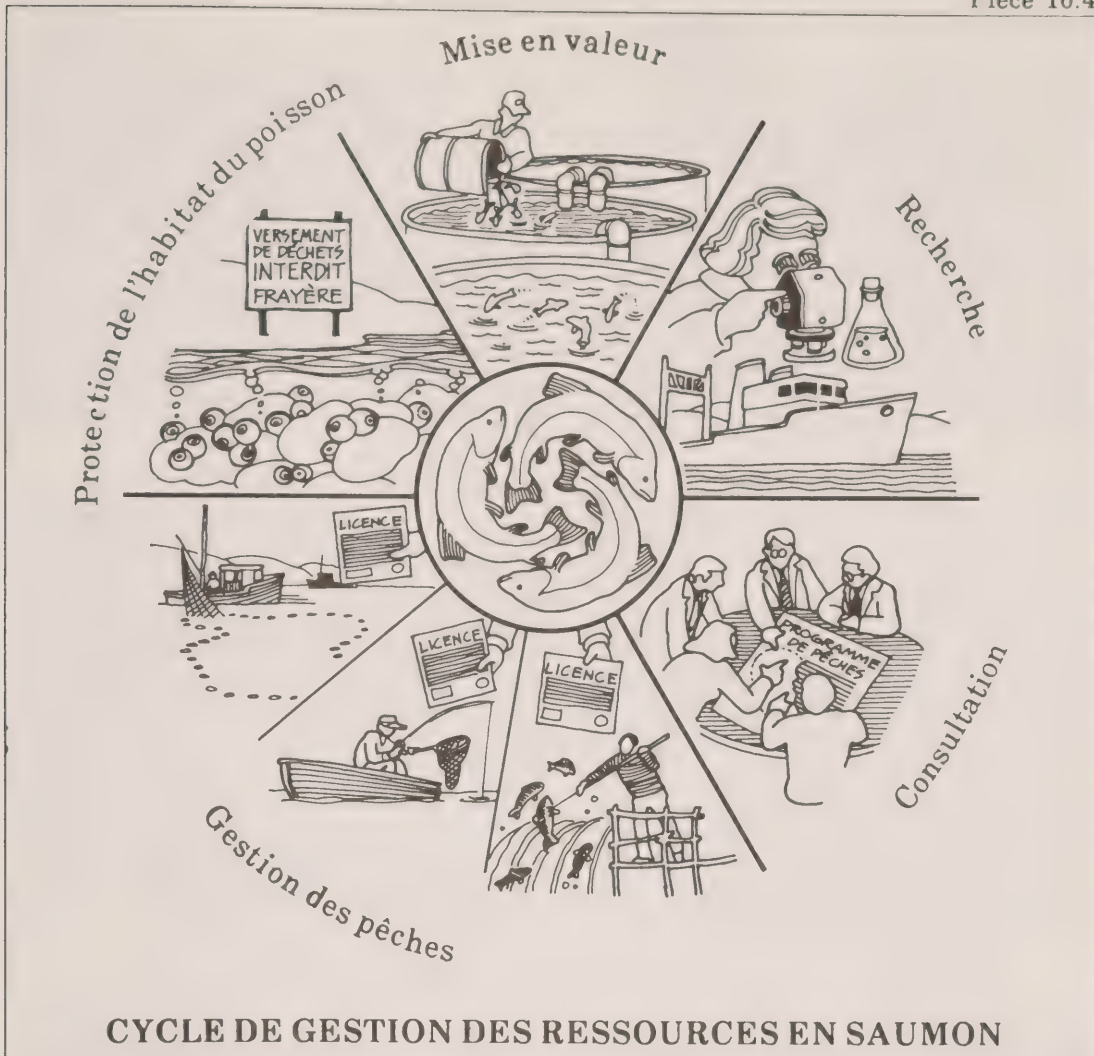 Pièce 10.4
Mise en valeur
Protection de l'habitat du poisson
VERSEMENT
DE DÉCHETS
INTERDIT
FRAYÈRE
Recherche
LICENCE
LICENCE
LICENCE
PROGRAMME
DE PÊCHES
Consultation
Gestion des pêches
CYCLE DE GESTION DES RESSOURCES EN SAUMON